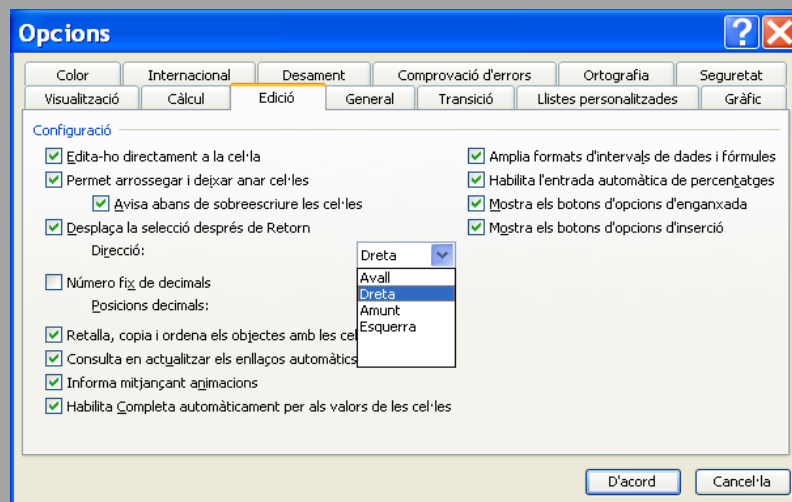 Opcions
Color Internacional Desament Comprovació d'errors Ortografia Seguretat
Visualització Càlcul Edició General Transició Llistes personalitzades Gràfic
Configuració
Edita-ho directament a la cel·la
Permet arrossegar i deixar anar cel·les
Avisa abans de sobreescriure les cel·les
Desplaça la selecció després de Retorn
Direcció: Dreta
Avall
Dreta
Amunt
Esquerra
Número fix de decimals
Posicions decimals:
Retalla, copia i ordena els objectes amb les cel
Consulta en actualitzar els enllaços automàtics
Informa mitjançant animacions
Habilita Completa automàticament per als valors de les cel·les
Amplia formats d'intervals de dades i fórmules
Habilita l'entrada automàtica de percentatges
Mostra els botons d'opcions d'enganxada
Mostra els botons d'opcions d'inserció
D'acord Cancel·la